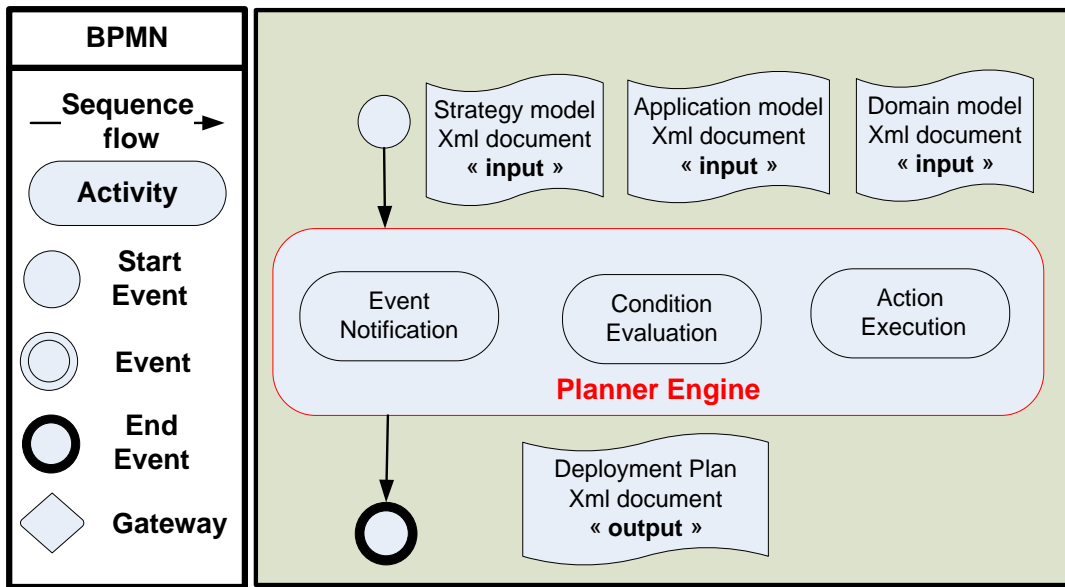 BPMN
Sequence
flow
Activity
Start
Event
Event
End
Event
Gateway
Strategy model
Xml document
« input »
Application model
Xml document
« input »
Domain model
Xml document
« input »
Event
Notification
Condition
Evaluation
Action
Execution
Planner Engine
Deployment Plan
Xml document
« output »